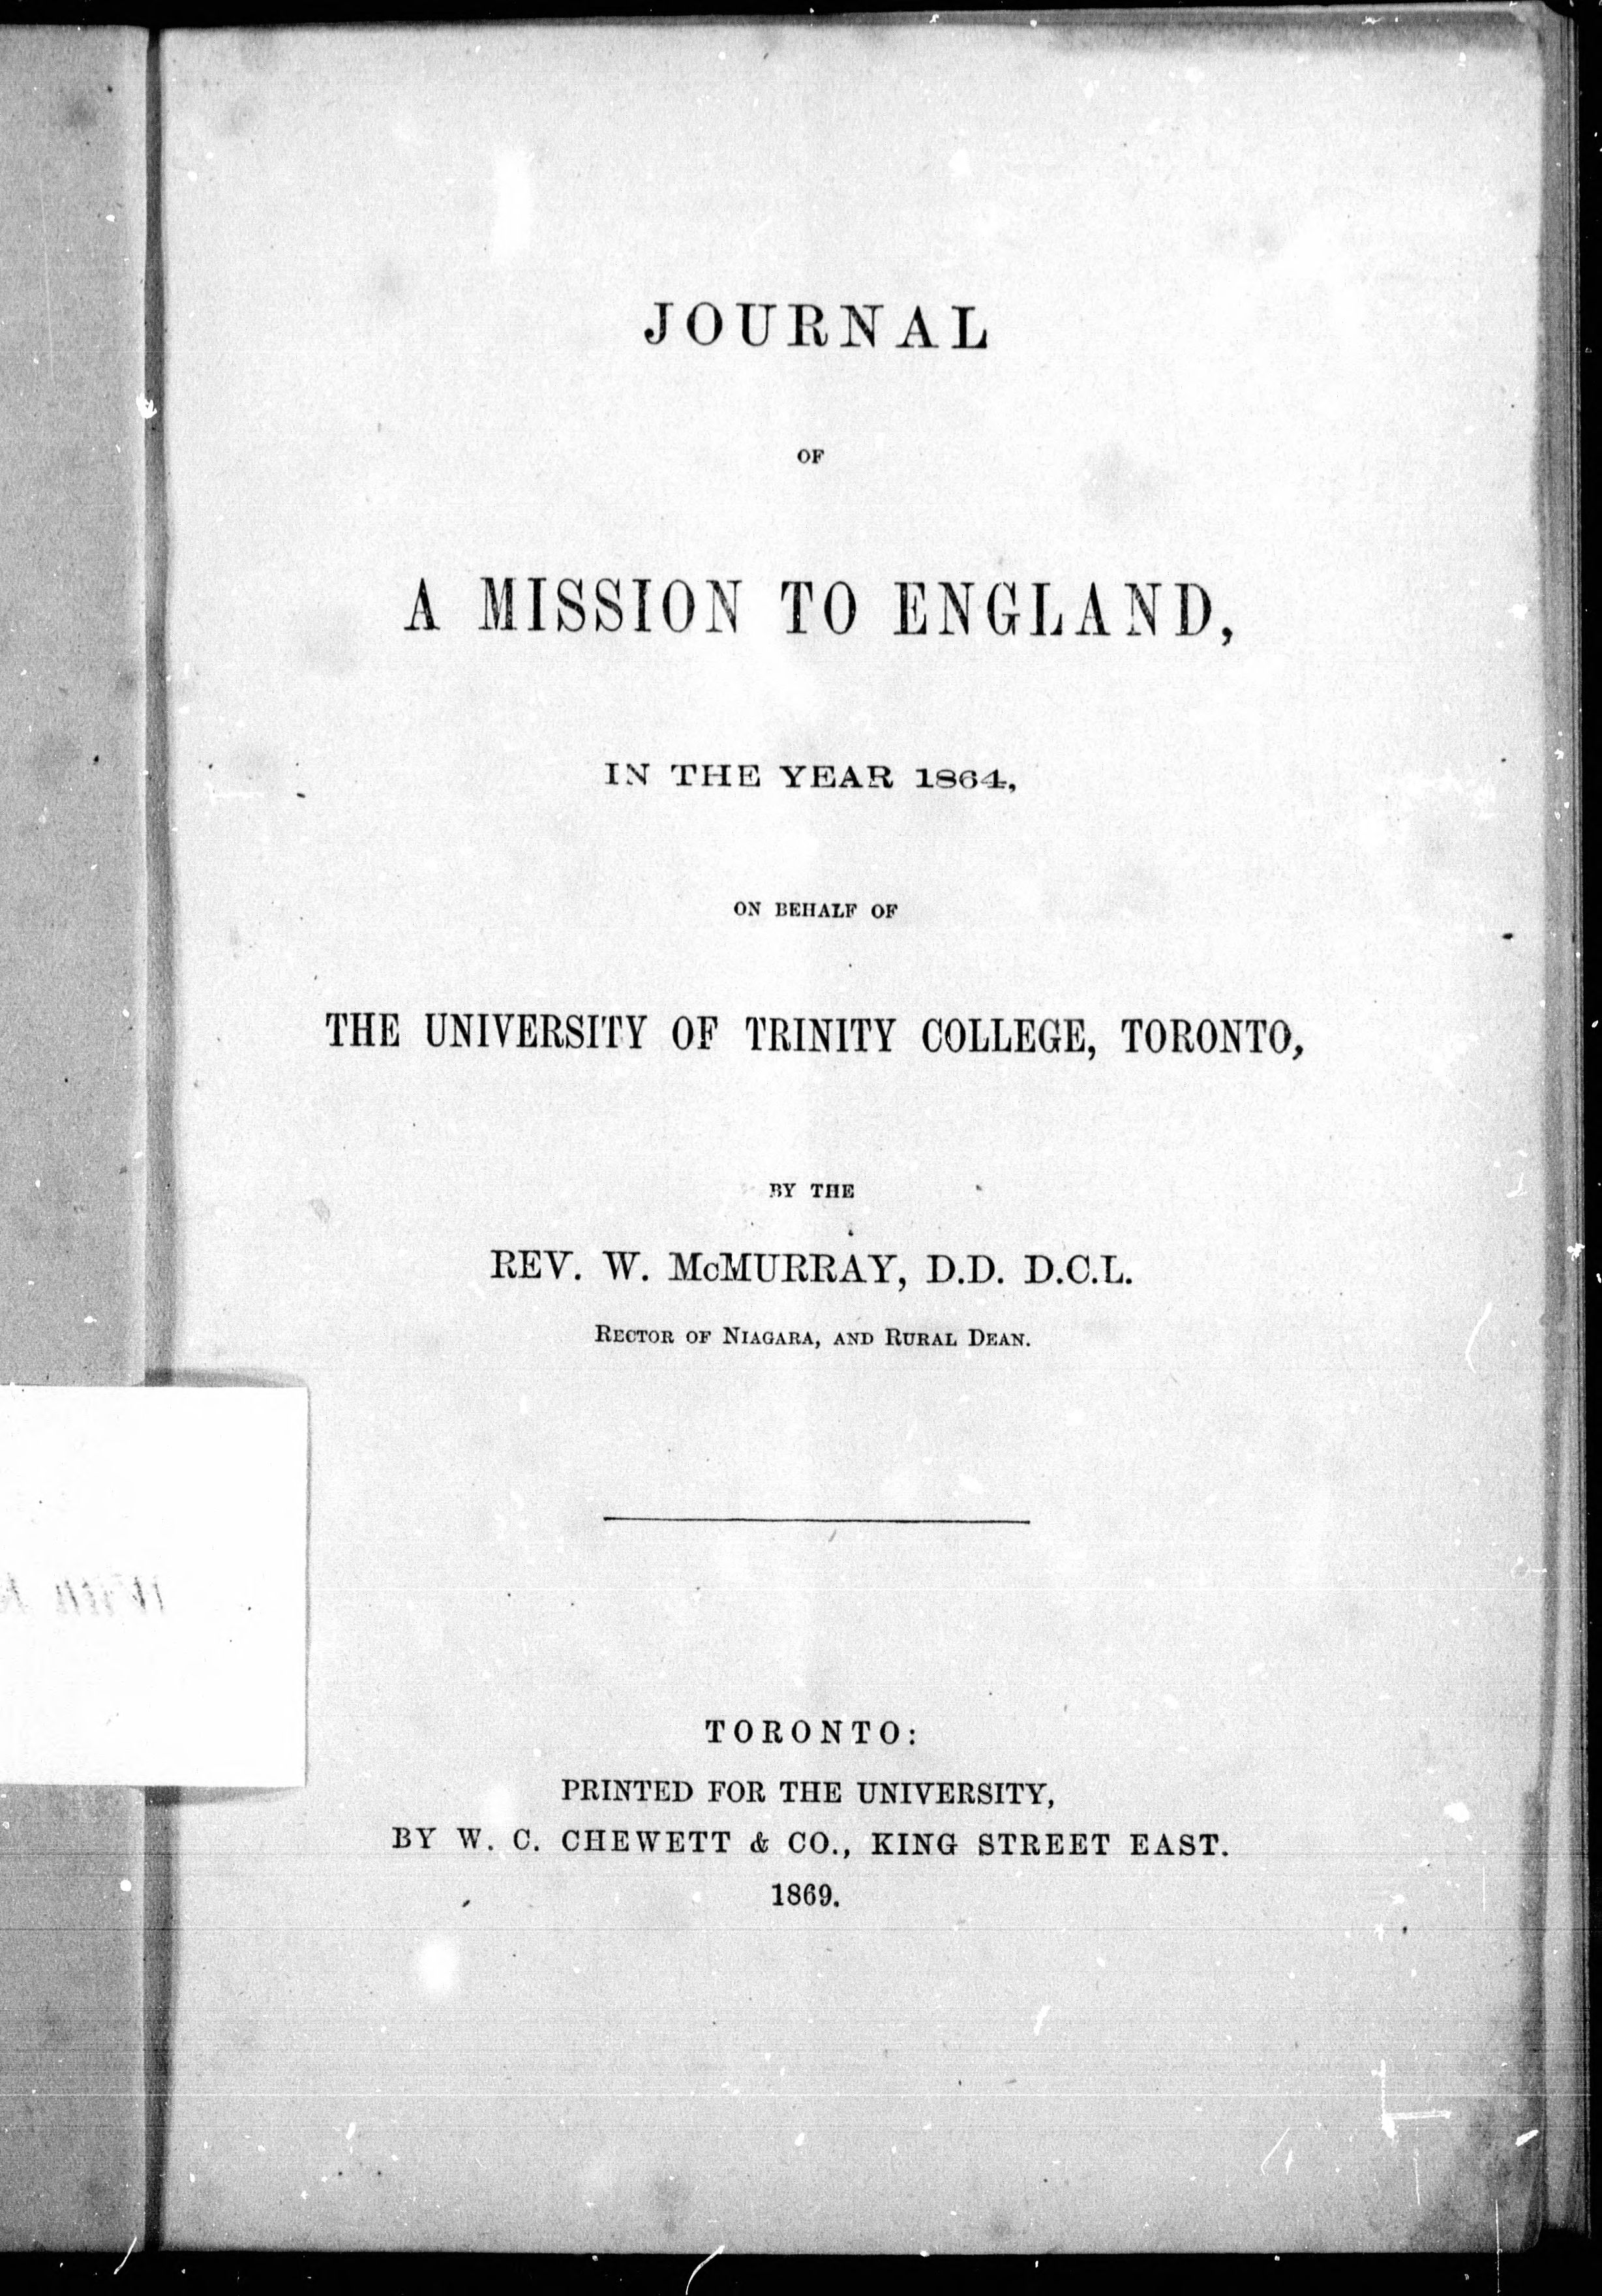 JOURNAL
OF
A MISSION TO ENGLAND,
IN THE YEAR 1864,
ON BEHALF OF
THE UNIVERSITY OF TRINITY COLLEGE, TORONTO,
BY THE
REV. W. McMURRAY, D.D. D.C.L.
RECTOR OF NIAGARA, AND RURAL DEAN.
TORONTO:
PRINTED FOR THE UNIVERSITY,
BY W. C. CHEWETT & CO., KING STREET EAST.
1869.